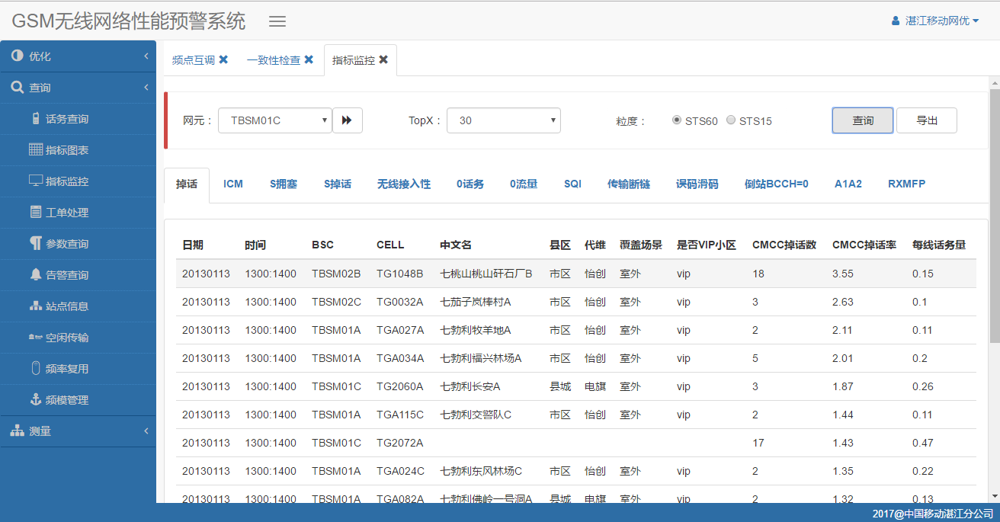 GSM无线网络性能预警系统
湛江移动网优
优化
查询
话务查询
指标图表
指标监控
工单处理
参数查询
告警查询
站点信息
空闲传输
频率复用
频模管理
测量
频点互调 一致性检查 指标监控
网元： TBSM01C TopX： 30 粒度： STS60 STS15 查询 导出
掉话 ICM S拥塞 S掉话 无线接入性 0话务 0流量 SQI 传输断链 误码滑码 倒站BCCH=0 A1A2 RXMFP
日期 时间 BSC CELL 中文名 县区 代维 覆盖场景 是否VIP小区 CMCC掉话数 CMCC掉话率 每线话务量
20130113 1300:1400 TBSM02B TG1048B 七桃山桃山矸石厂B 市区 怡创 室外 vip 18 3.55 0.15
20130113 1300:1400 TBSM02C TG0032A 七茄子岚棒村A 市区 怡创 室外 vip 3 2.63 0.1
20130113 1300:1400 TBSM01A TGA027A 七勃利牧羊地A 市区 怡创 室外 vip 2 2.11 0.11
20130113 1300:1400 TBSM01A TGA034A 七勃利福兴林场A 市区 怡创 室外 vip 5 2.01 0.2
20130113 1300:1400 TBSM01C TG2060A 七勃利长安A 县城 电旗 室外 vip 3 1.87 0.26
20130113 1300:1400 TBSM01A TGA115C 七勃利交警队C 市区 怡创 室外 vip 2 1.44 0.11
20130113 1300:1400 TBSM01C TG2072A 17 1.43 0.47
20130113 1300:1400 TBSM01A TGA024C 七勃利东风林场C 市区 怡创 室外 vip 2 1.35 0.22
20130113 1300:1400 TBSM01A TGA082A 七勃利佛岭一号洞A 县城 电旗 室外 vip 2 1.32 0.13
2017@中国移动湛江分公司